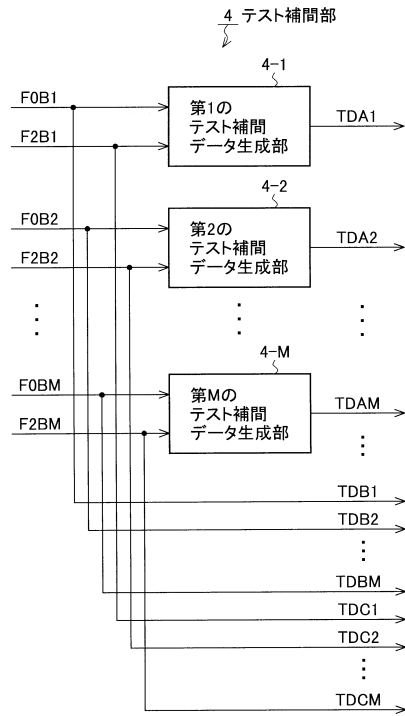 4 テスト補間部
4-1
F0B1
第1の
テスト補間
データ生成部
TDA1
F2B1
4-2
F0B2
第2の
テスト補間
データ生成部
TDA2
F2B2
4-M
F0BM
第Mの
テスト補間
データ生成部
TDAM
F2BM
TDB1
TDB2
TDBM
TDC1
TDC2
TDCM